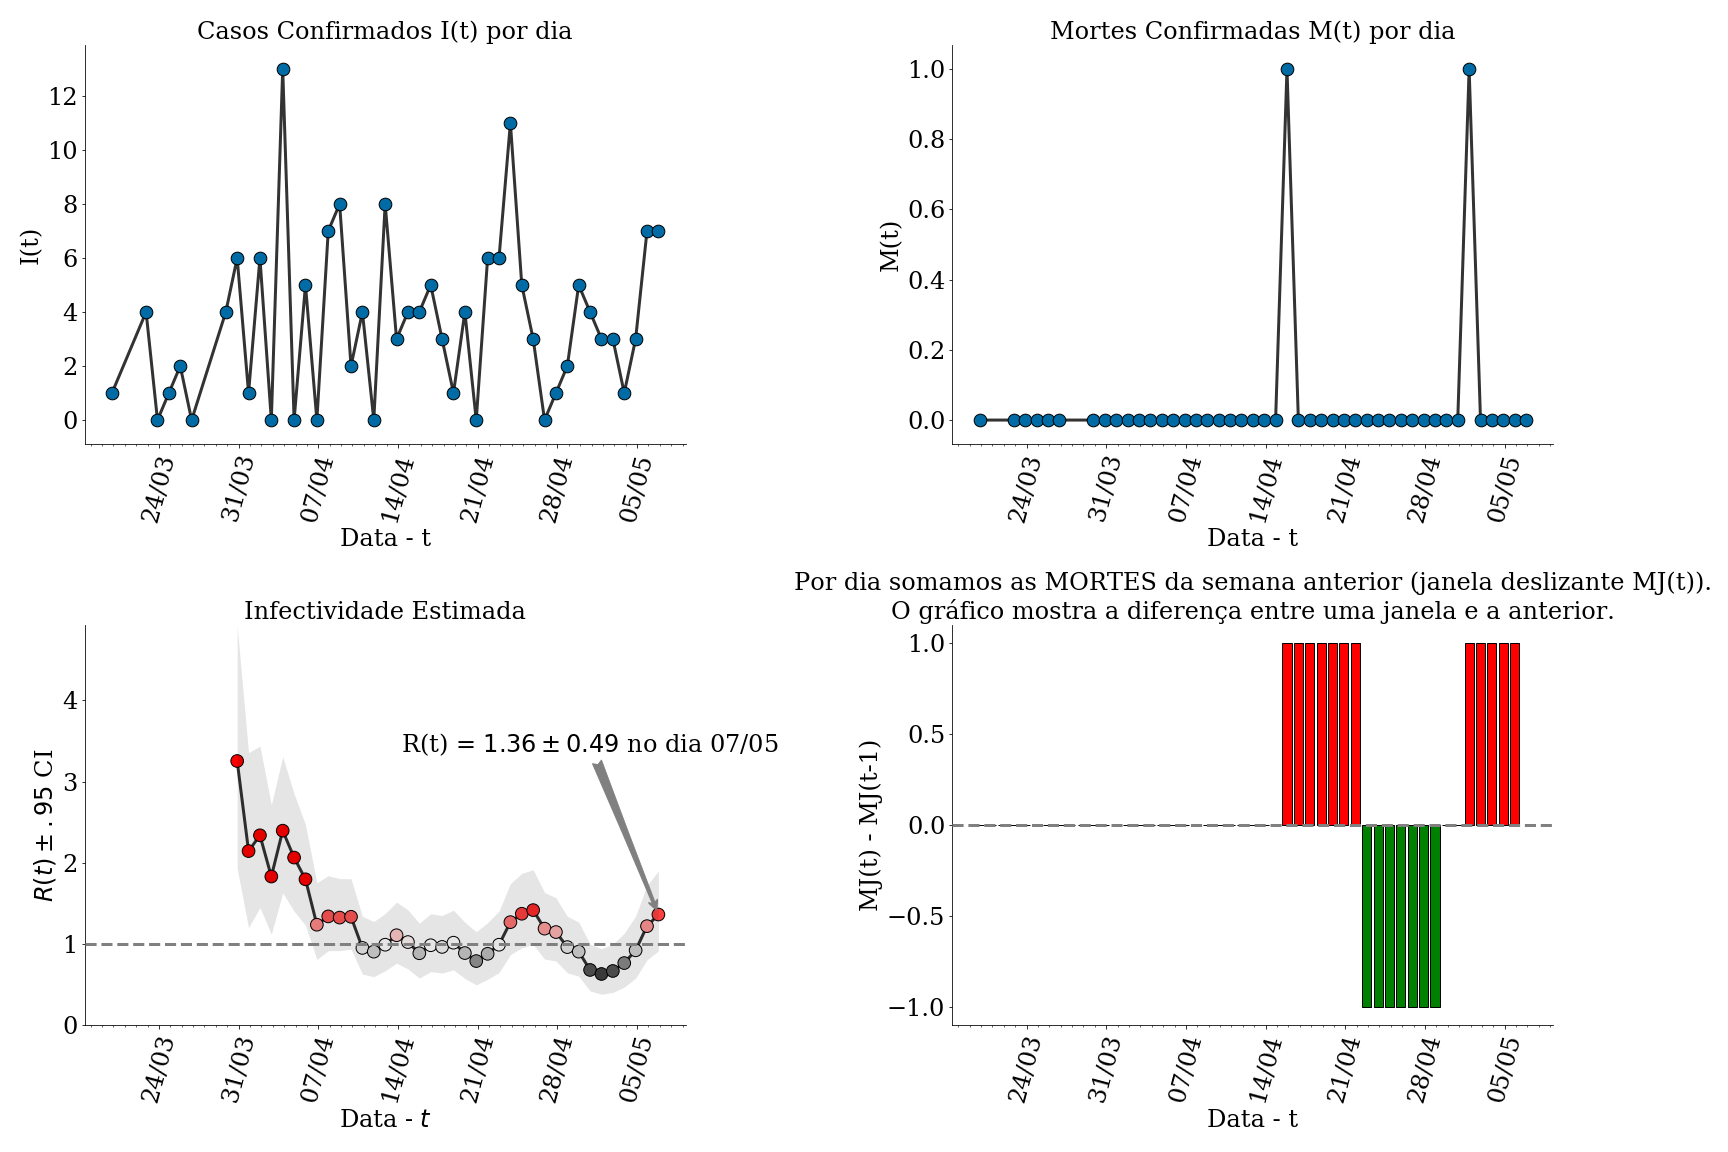 Casos Confirmados I(t) por dia
I(t)
12
10
8
6
4
2
0
24/03 31/03 07/04 14/04 21/04 28/04 05/05
Data - t
Mortes Confirmadas M(t) por dia
M(t)
1.0
0.8
0.6
0.4
0.2
0.0
24/03 31/03 07/04 14/04 21/04 28/04 05/05
Data - t
Infectividade Estimada
R(t) ± .95 CI
4
3
2
1
0
R(t) = 1.36 ± 0.49 no dia 07/05
24/03 31/03 07/04 14/04 21/04 28/04 05/05
Data - t
Por dia somamos as MORTES da semana anterior (janela deslizante MJ(t)).
O gráfico mostra a diferença entre uma janela e a anterior.
MJ(t) - MJ(t-1)
1.0
0.5
0.0
−0.5
−1.0
24/03 31/03 07/04 14/04 21/04 28/04 05/05
Data - t